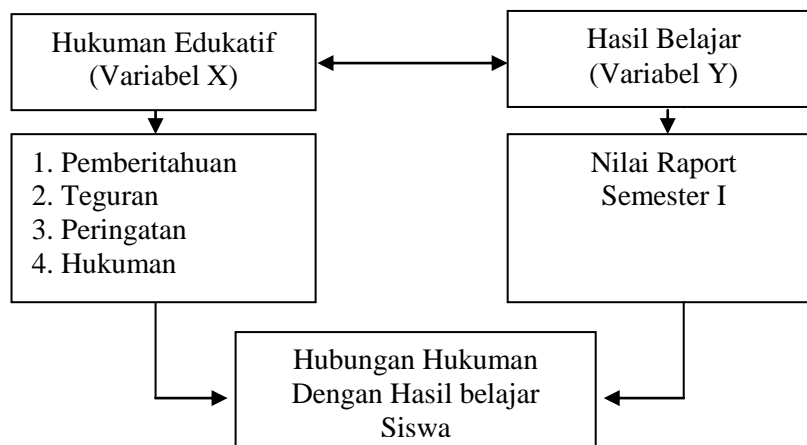 Hukuman Edukatif
(Variabel X)
Hasil Belajar
(Variabel Y)
1. Pemberitahuan
2. Teguran
3. Peringatan
4. Hukuman
Nilai Raport
Semester I
Hubungan Hukuman
Dengan Hasil belajar
Siswa